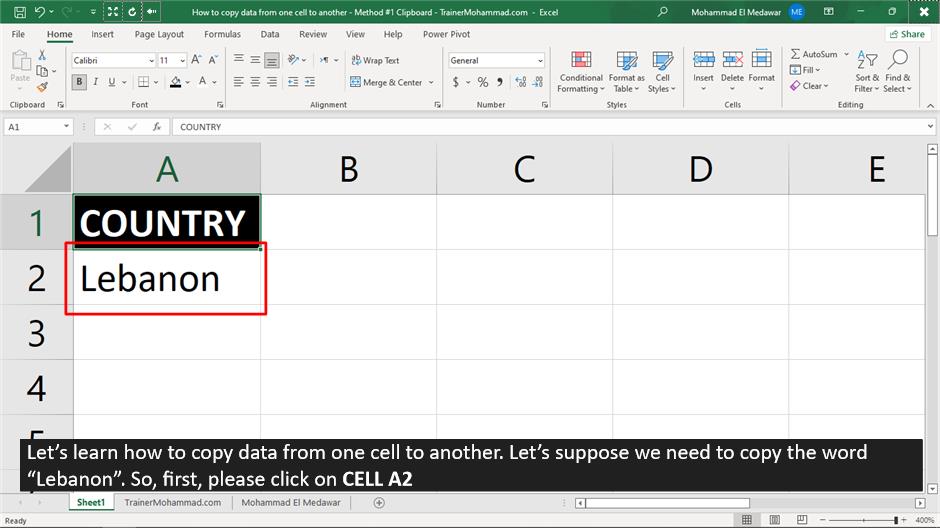 How to copy data from one cell to another - Method #1 Clipboard - TrainerMohammad.com - Excel
Mohammad El Medawar
ME
File Home Insert Page Layout Formulas Data Review View Help Power Pivot
Share
Paste
Calibri 11
Wrap Text
General
Conditional Formatting
Format as Table
Cell Styles
Insert Delete Format
AutoSum
Fill
Clear
Sort & Filter
Find & Select
B I U
Merge & Center
$ % ,
Clipboard Font Alignment Number Styles Cells Editing
A1 fx COUNTRY
A B C D E
1 COUNTRY
2 Lebanon
3
4
Let’s learn how to copy data from one cell to another. Let’s suppose we need to copy the word
“Lebanon”. So, first, please click on CELL A2
Sheet1 TrainerMohammad.com Mohammad El Medawar
Ready 400%